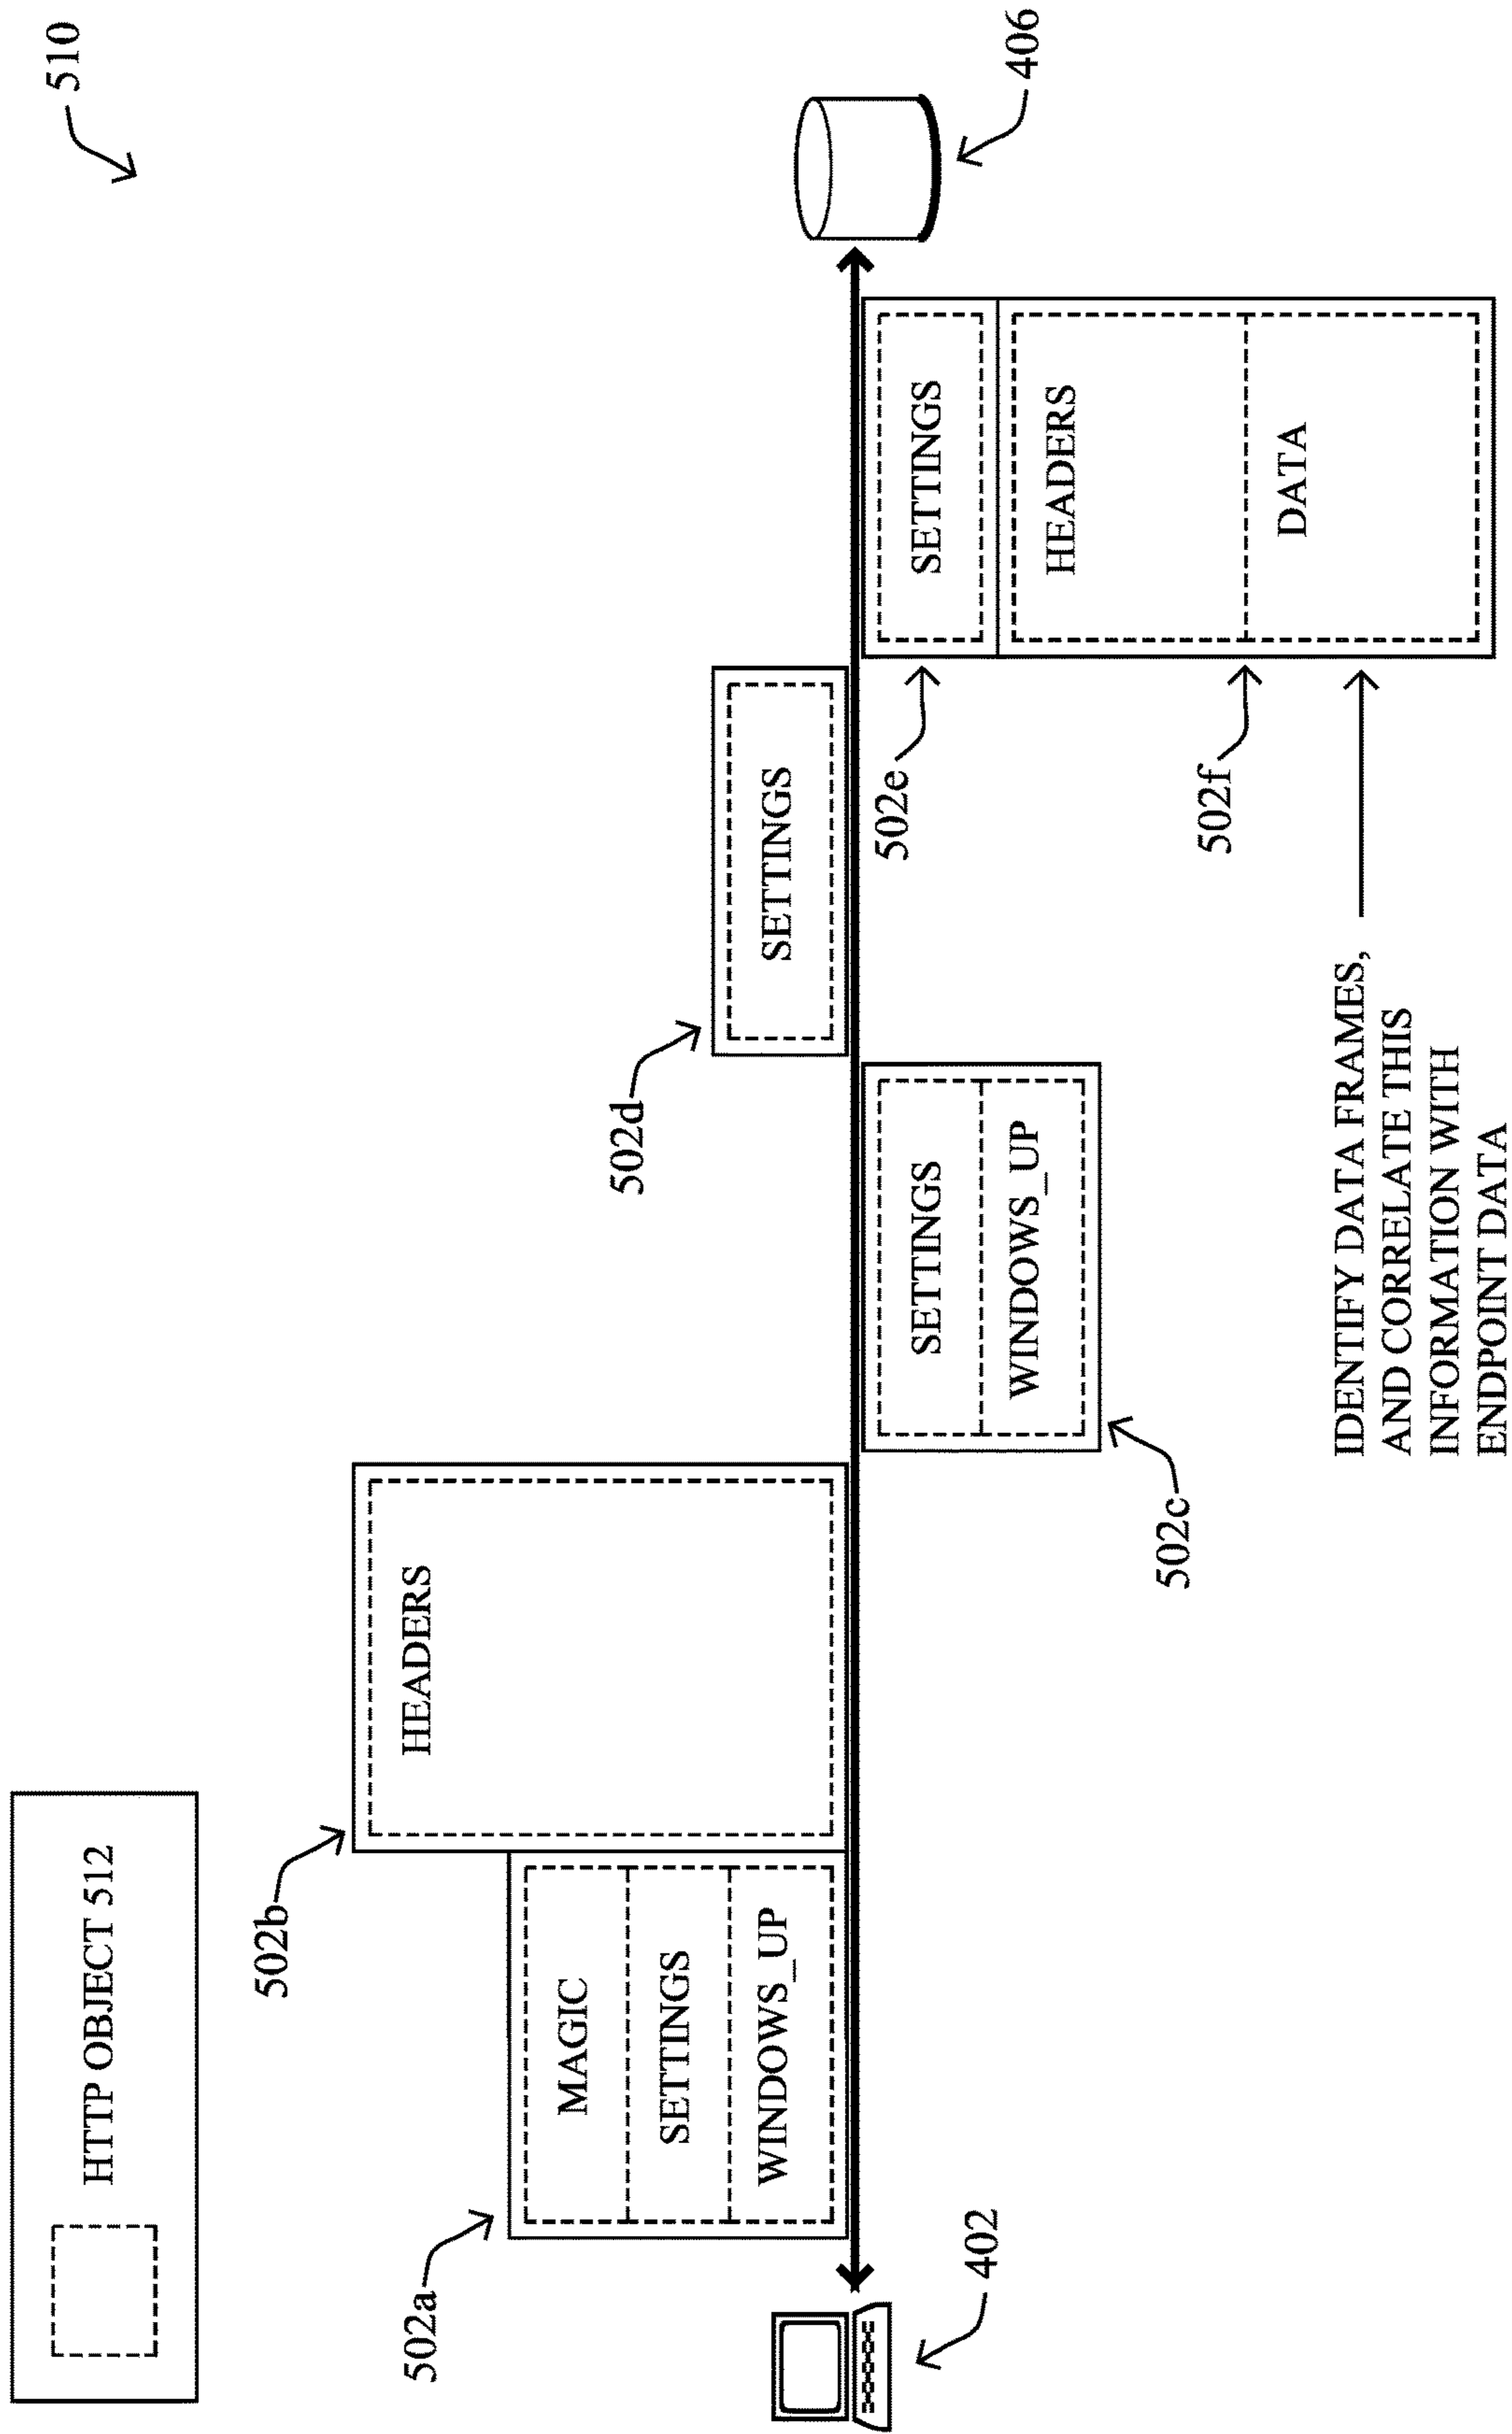 510
HTTP OBJECT 512
502a
MAGIC
SETTINGS
WINDOWS_UP
502b
HEADERS
502c
SETTINGS
WINDOWS_UP
502d
SETTINGS
502e
SETTINGS
502f
HEADERS
DATA
402
406
IDENTIFY DATA FRAMES,
AND CORRELATE THIS
INFORMATION WITH
ENDPOINT DATA